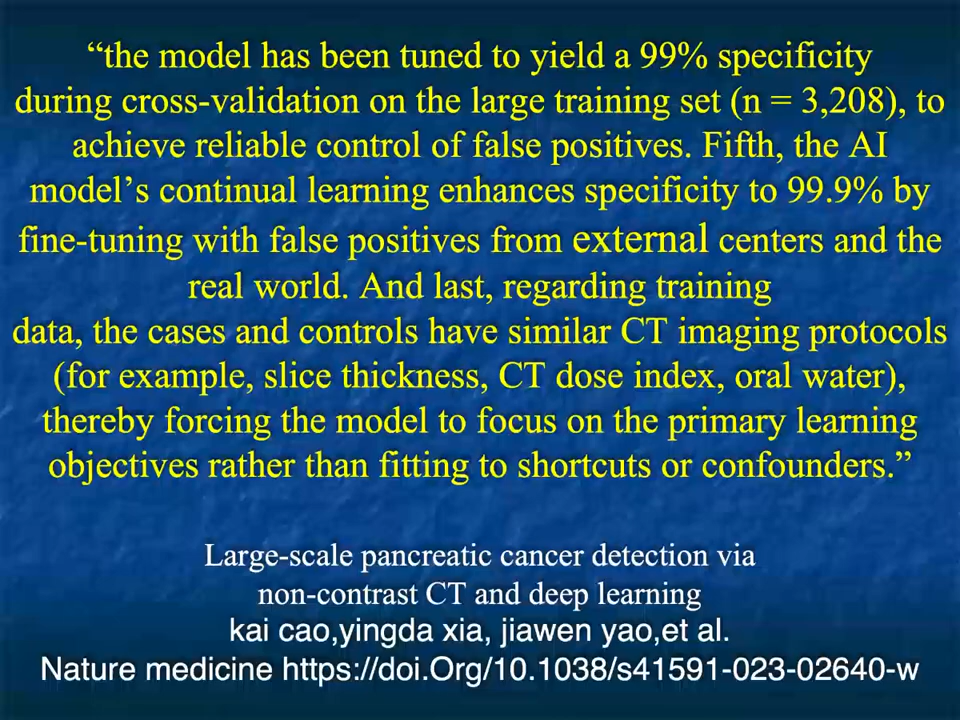 “the model has been tuned to yield a 99% specificity
during cross-validation on the large training set (n = 3,208), to
achieve reliable control of false positives. Fifth, the AI
model’s continual learning enhances specificity to 99.9% by
fine-tuning with false positives from external centers and the
real world. And last, regarding training
data, the cases and controls have similar CT imaging protocols
(for example, slice thickness, CT dose index, oral water),
thereby forcing the model to focus on the primary learning
objectives rather than fitting to shortcuts or confounders.”
Large-scale pancreatic cancer detection via
non-contrast CT and deep learning
kai cao,yingda xia, jiawen yao,et al.
Nature medicine https://doi.Org/10.1038/s41591-023-02640-w